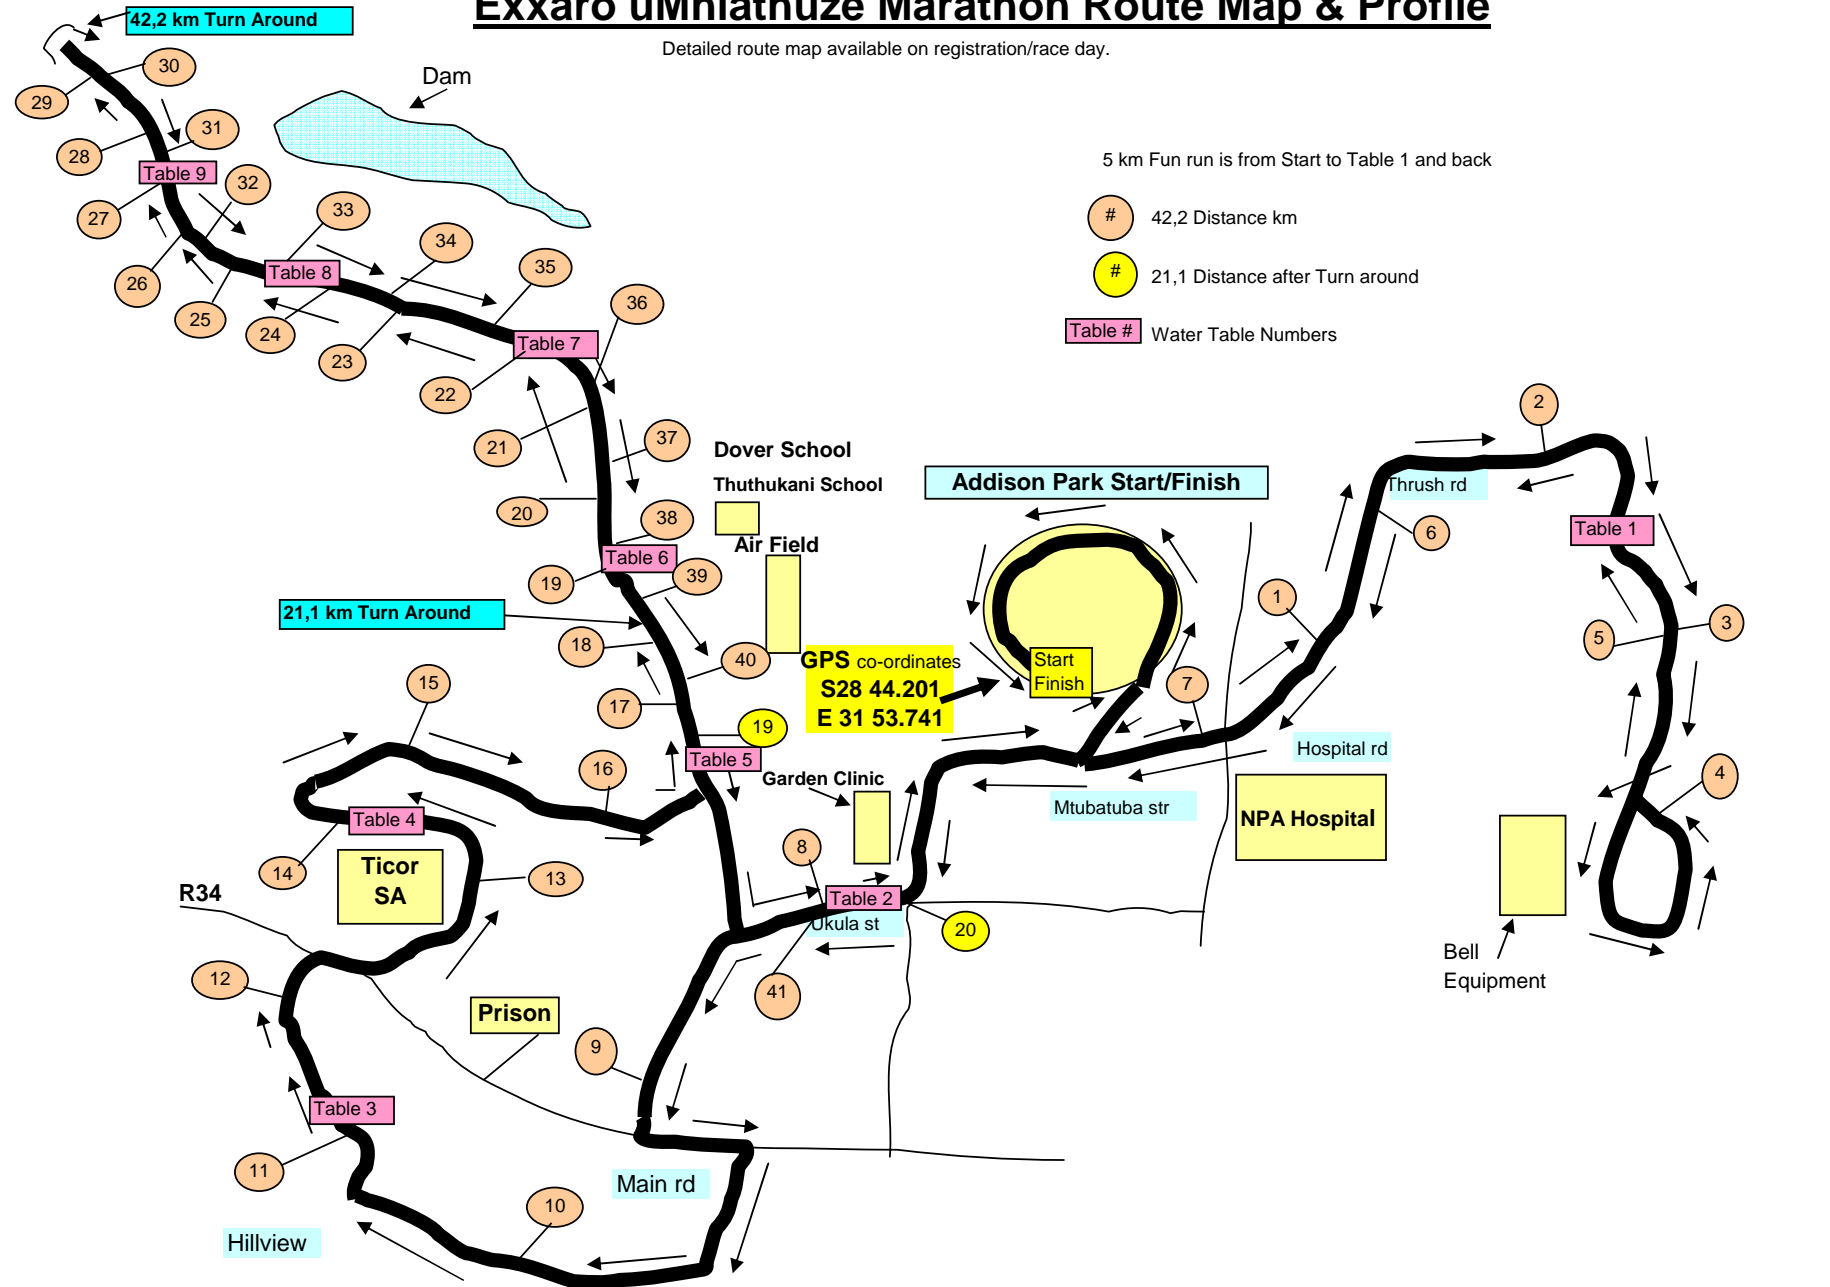 Exxaro uMhlathuze Marathon Route Map & Profile
Detailed route map available on registration/race day.
42,2 km Turn Around
30
29
Dam
31
28
Table 9
32
27
33
34
26
Table 8
35
25
24
36
23
Table 7
22
21
37
20
38
Table 6
19
39
21,1 km Turn Around
18
40
17
15
19
Table 5
16
14
Table 4
13
Ticor
SA
R34
12
Prison
9
Table 3
11
10
Main rd
Hillview
5 km Fun run is from Start to Table 1 and back
# 42,2 Distance km
# 21,1 Distance after Turn around
Table # Water Table Numbers
Dover School
Thuthukani School
Air Field
Addison Park Start/Finish
GPS co-ordinates
S28 44.201
E 31 53.741
Start
Finish
Garden Clinic
8
Table 2
Ukula st
20
41
Mtubatuba str
Hospital rd
NPA Hospital
7
1
6
Thrush rd
2
Table 1
3
5
4
Bell
Equipment